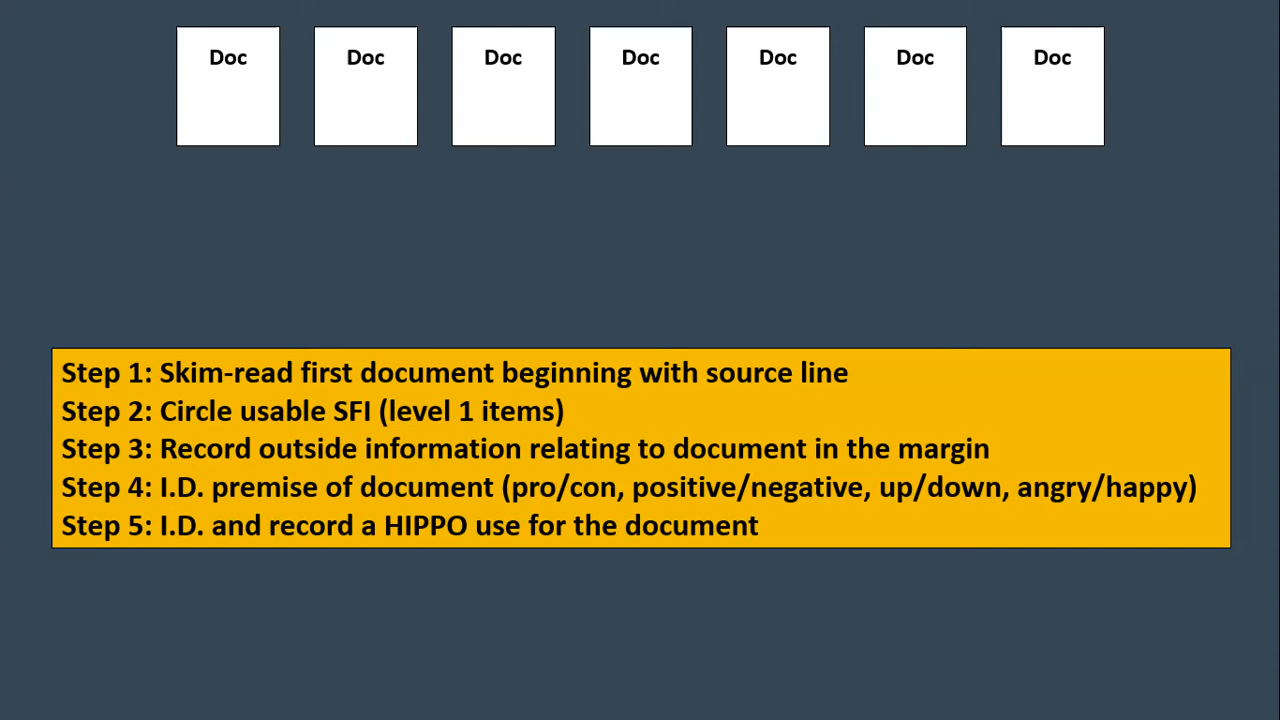 Doc Doc Doc Doc Doc Doc Doc
Step 1: Skim-read first document beginning with source line
Step 2: Circle usable SFI (level 1 items)
Step 3: Record outside information relating to document in the margin
Step 4: I.D. premise of document (pro/con, positive/negative, up/down, angry/happy)
Step 5: I.D. and record a HIPPO use for the document